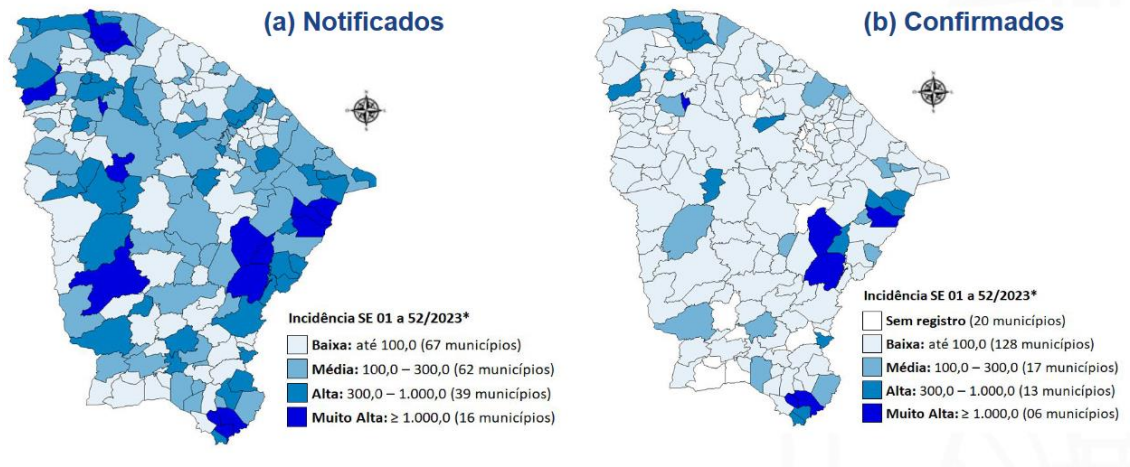 (a) Notificados
Incidência SE 01 a 52/2023*
Baixa: até 100,0 (67 municípios)
Média: 100,0 – 300,0 (62 municípios)
Alta: 300,0 – 1.000,0 (39 municípios)
Muito Alta: ≥ 1.000,0 (16 municípios)
(b) Confirmados
Incidência SE 01 a 52/2023*
Sem registro (20 municípios)
Baixa: até 100,0 (128 municípios)
Média: 100,0 – 300,0 (17 municípios)
Alta: 300,0 – 1.000,0 (13 municípios)
Muito Alta: ≥ 1.000,0 (06 municípios)